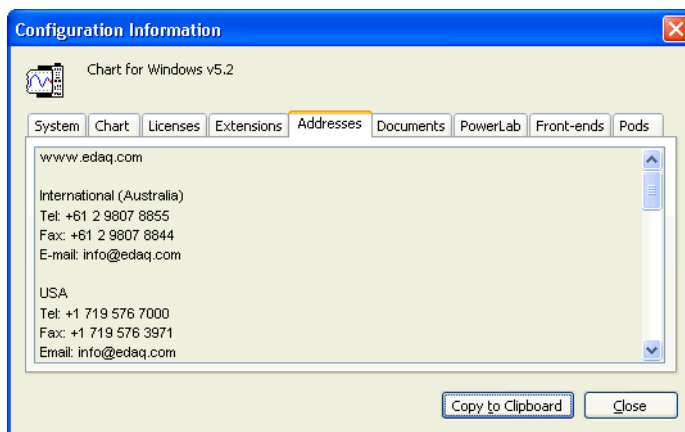 Configuration Information
Chart for Windows v5.2
System Chart Licenses Extensions Addresses Documents PowerLab Front-ends Pods
www.edaq.com
International (Australia)
Tel: +61 2 9807 8855
Fax: +61 2 9807 8844
E-mail: info@edaq.com
USA
Tel: +1 719 576 7000
Fax: +1 719 576 3971
Email: info@edaq.com
Copy to Clipboard Close